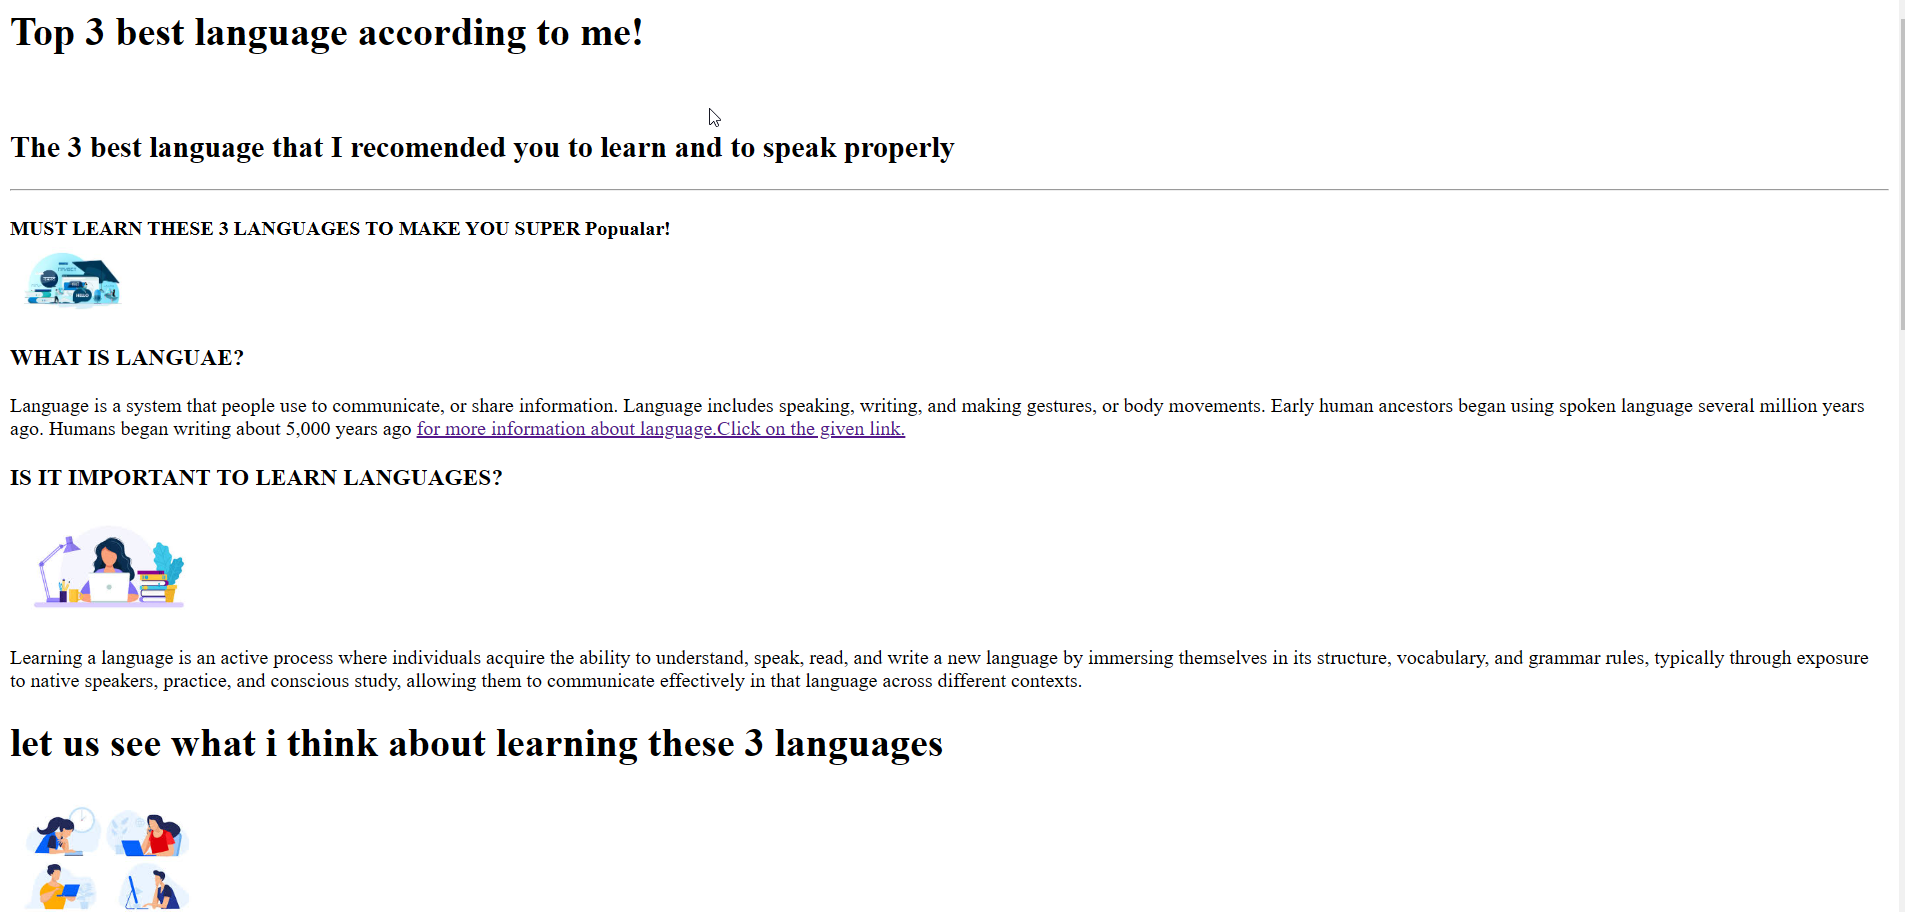 Top 3 best language according to me!
The 3 best language that I recomended you to learn and to speak properly
MUST LEARN THESE 3 LANGUAGES TO MAKE YOU SUPER Popualar!
HELLO
WHAT IS LANGUAE?
Language is a system that people use to communicate, or share information. Language includes speaking, writing, and making gestures, or body movements. Early human ancestors began using spoken language several million years
ago. Humans began writing about 5,000 years ago for more information about language.Click on the given link.
IS IT IMPORTANT TO LEARN LANGUAGES?
Learning a language is an active process where individuals acquire the ability to understand, speak, read, and write a new language by immersing themselves in its structure, vocabulary, and grammar rules, typically through exposure
to native speakers, practice, and conscious study, allowing them to communicate effectively in that language across different contexts.
let us see what i think about learning these 3 languages